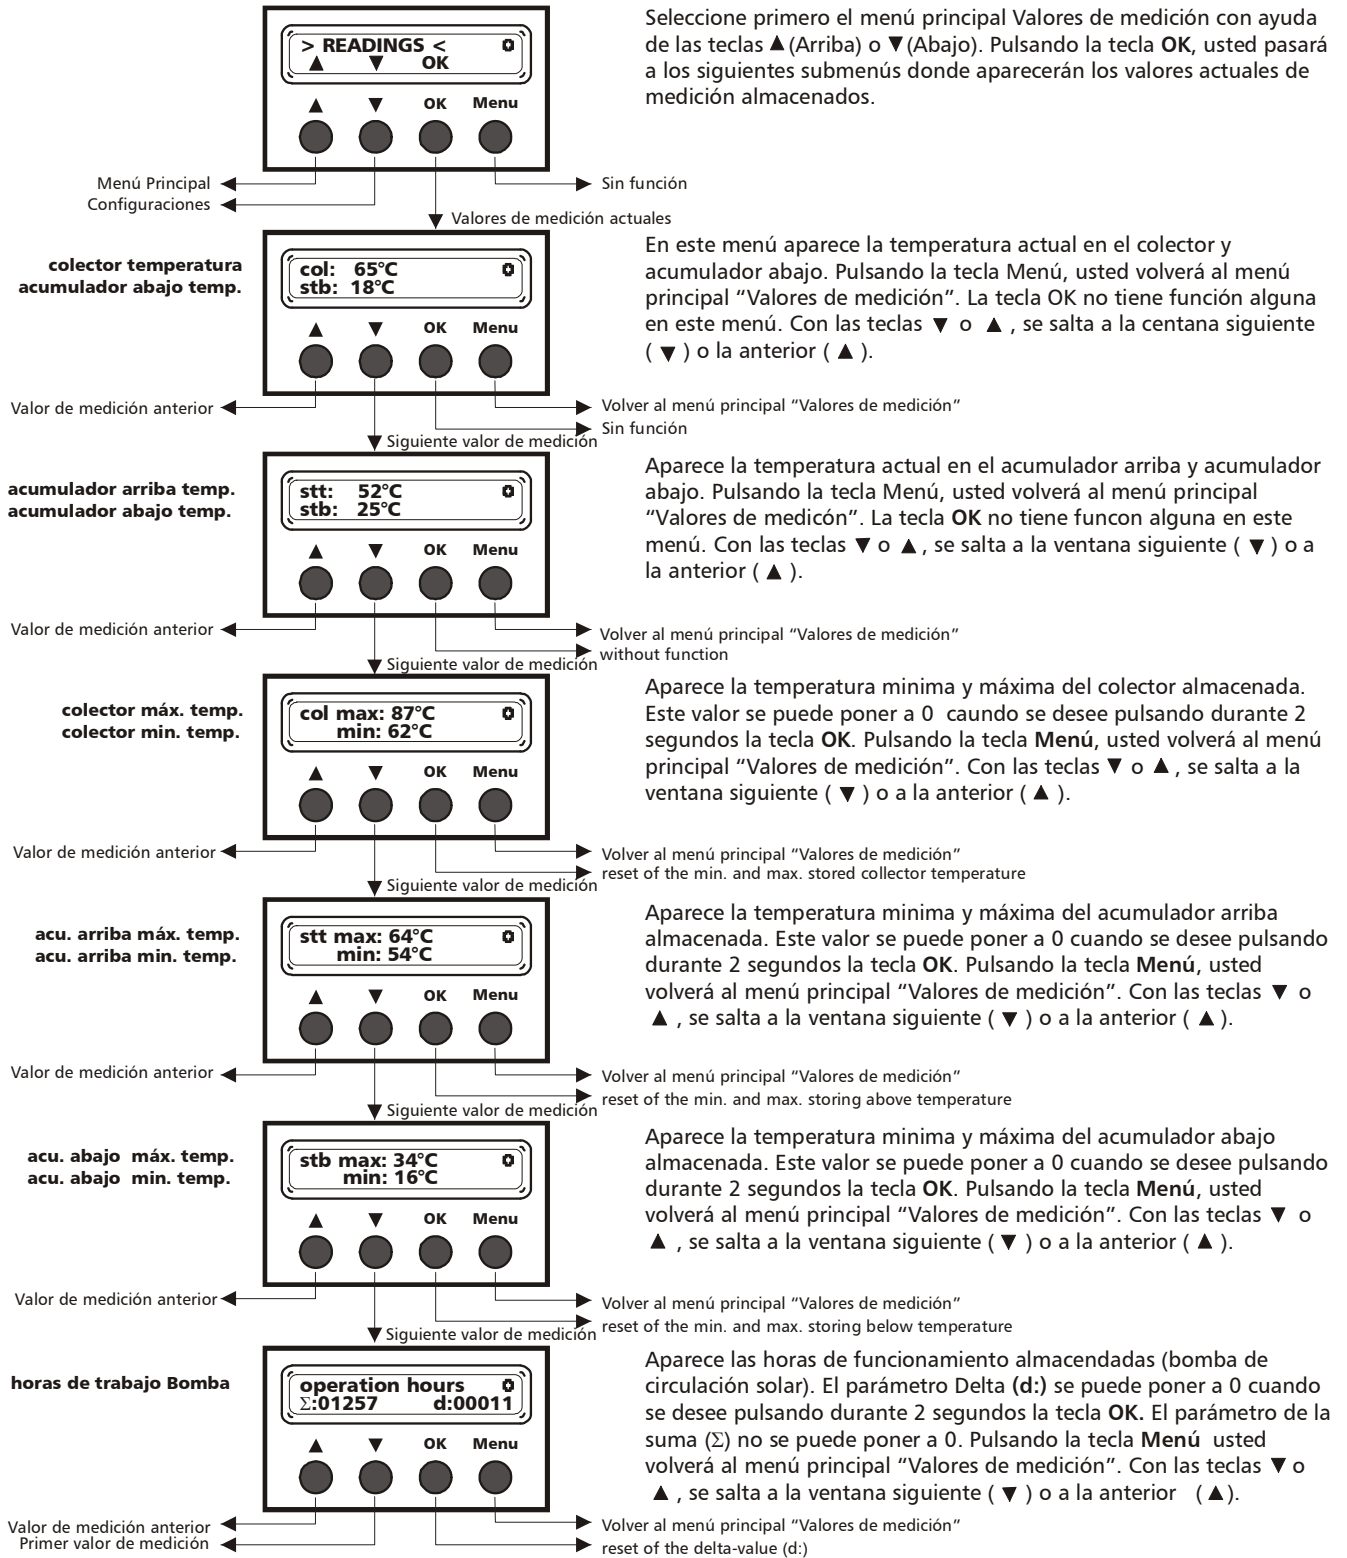 > READINGS <
▲ ▼ OK
▲ ▼ OK Menu
Menú Principal
Configuraciones
Sin función
Valores de medición actuales
Seleccione primero el menú principal Valores de medición con ayuda
de las teclas ▲(Arriba) o ▼(Abajo). Pulsando la tecla OK, usted pasará
a los siguientes submenús donde aparecerán los valores actuales de
medición almacenados.
colector temperatura
acumulador abajo temp.
col: 65°C
stb: 18°C
▲ ▼ OK Menu
Valor de medición anterior
Volver al menú principal “Valores de medición”
Sin función
Siguiente valor de medición
En este menú aparece la temperatura actual en el colector y
acumulador abajo. Pulsando la tecla Menú, usted volverá al menú
principal “Valores de medición”. La tecla OK no tiene función alguna
en este menú. Con las teclas ▼ o ▲ , se salta a la centana siguiente
( ▼ ) o la anterior ( ▲ ).
acumulador arriba temp.
acumulador abajo temp.
stt: 52°C
stb: 25°C
▲ ▼ OK Menu
Valor de medición anterior
Volver al menú principal “Valores de medición”
without function
Siguiente valor de medición
Aparece la temperatura actual en el acumulador arriba y acumulador
abajo. Pulsando la tecla Menú, usted volverá al menú principal
“Valores de medicón”. La tecla OK no tiene funcon alguna en este
menú. Con las teclas ▼ o ▲ , se salta a la ventana siguiente ( ▼ ) o a
la anterior ( ▲ ).
colector máx. temp.
colector min. temp.
col max: 87°C
min: 62°C
▲ ▼ OK Menu
Valor de medición anterior
Volver al menú principal “Valores de medición”
reset of the min. and max. stored collector temperature
Siguiente valor de medición
Aparece la temperatura minima y máxima del colector almacenada.
Este valor se puede poner a 0 caundo se desee pulsando durante 2
segundos la tecla OK. Pulsando la tecla Menú, usted volverá al menú
principal “Valores de medición”. Con las teclas ▼ o ▲ , se salta a la
ventana siguiente ( ▼ ) o a la anterior ( ▲ ).
acu. arriba máx. temp.
acu. arriba min. temp.
stt max: 64°C
min: 54°C
▲ ▼ OK Menu
Valor de medición anterior
Volver al menú principal “Valores de medición”
reset of the min. and max. storing above temperature
Siguiente valor de medición
Aparece la temperatura minima y máxima del acumulador arriba
almacenada. Este valor se puede poner a 0 cuando se desee pulsando
durante 2 segundos la tecla OK. Pulsando la tecla Menú, usted
volverá al menú principal “Valores de medición”. Con las teclas ▼ o
▲ , se salta a la ventana siguiente ( ▼ ) o a la anterior ( ▲ ).
acu. abajo máx. temp.
acu. abajo min. temp.
stb max: 34°C
min: 16°C
▲ ▼ OK Menu
Valor de medición anterior
Volver al menú principal “Valores de medición”
reset of the min. and max. storing below temperature
Siguiente valor de medición
Aparece la temperatura minima y máxima del acumulador abajo
almacenada. Este valor se puede poner a 0 cuando se desee pulsando
durante 2 segundos la tecla OK. Pulsando la tecla Menú, usted
volverá al menú principal “Valores de medición”. Con las teclas ▼ o
▲ , se salta a la ventana siguiente ( ▼ ) o a la anterior ( ▲ ).
horas de trabajo Bomba
operation hours
Σ:01257 d:00011
▲ ▼ OK Menu
Valor de medición anterior
Primer valor de medición
Volver al menú principal “Valores de medición”
reset of the delta-value (d:)
Aparece las horas de funcionamiento almacendadas (bomba de
circulación solar). El parámetro Delta (d:) se puede poner a 0 cuando
se desee pulsando durante 2 segundos la tecla OK. El parámetro de la
suma (Σ) no se puede poner a 0. Pulsando la tecla Menú usted
volverá al menú principal “Valores de medición”. Con las teclas ▼ o
▲ , se salta a la ventana siguiente ( ▼ ) o a la anterior ( ▲).